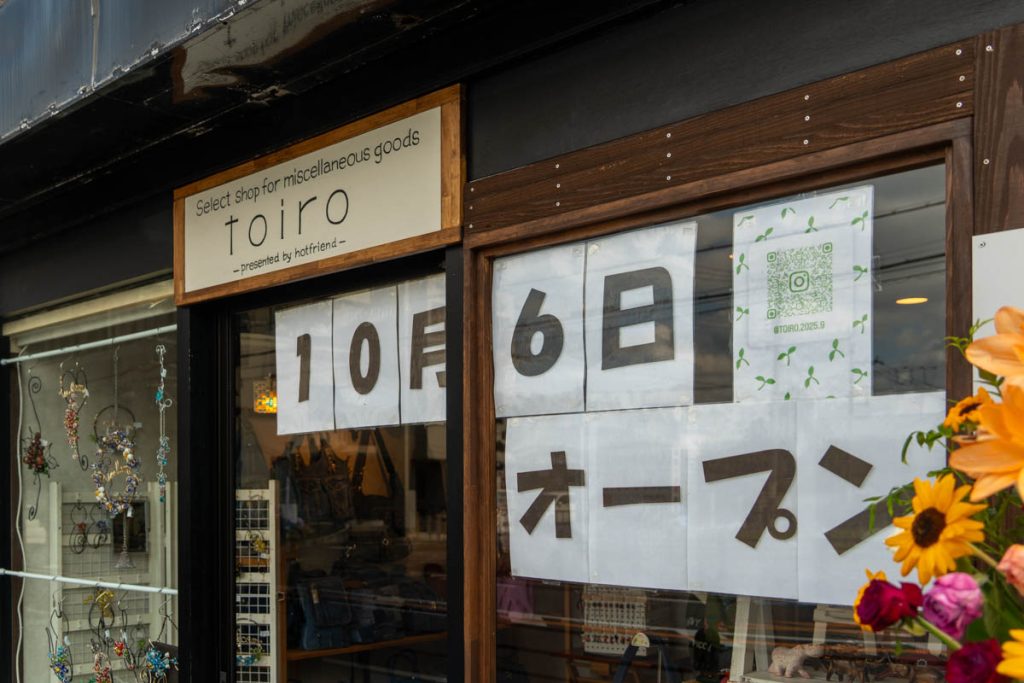 Select shop for miscellaneous goods
toiro
— presented by hotfriend —
10月6日
@TOIRO.2025.9
オープン